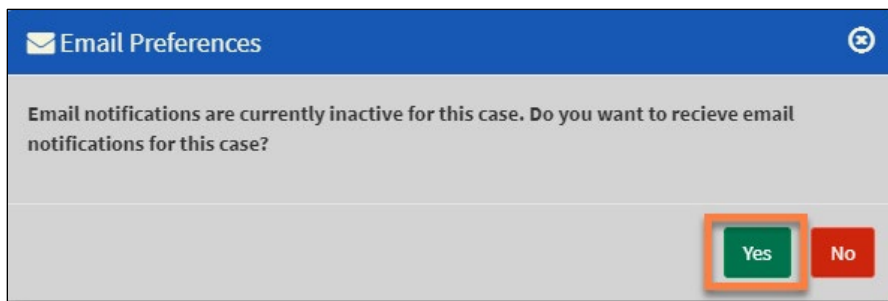 Email Preferences
Email notifications are currently inactive for this case. Do you want to recieve email
notifications for this case?
Yes No